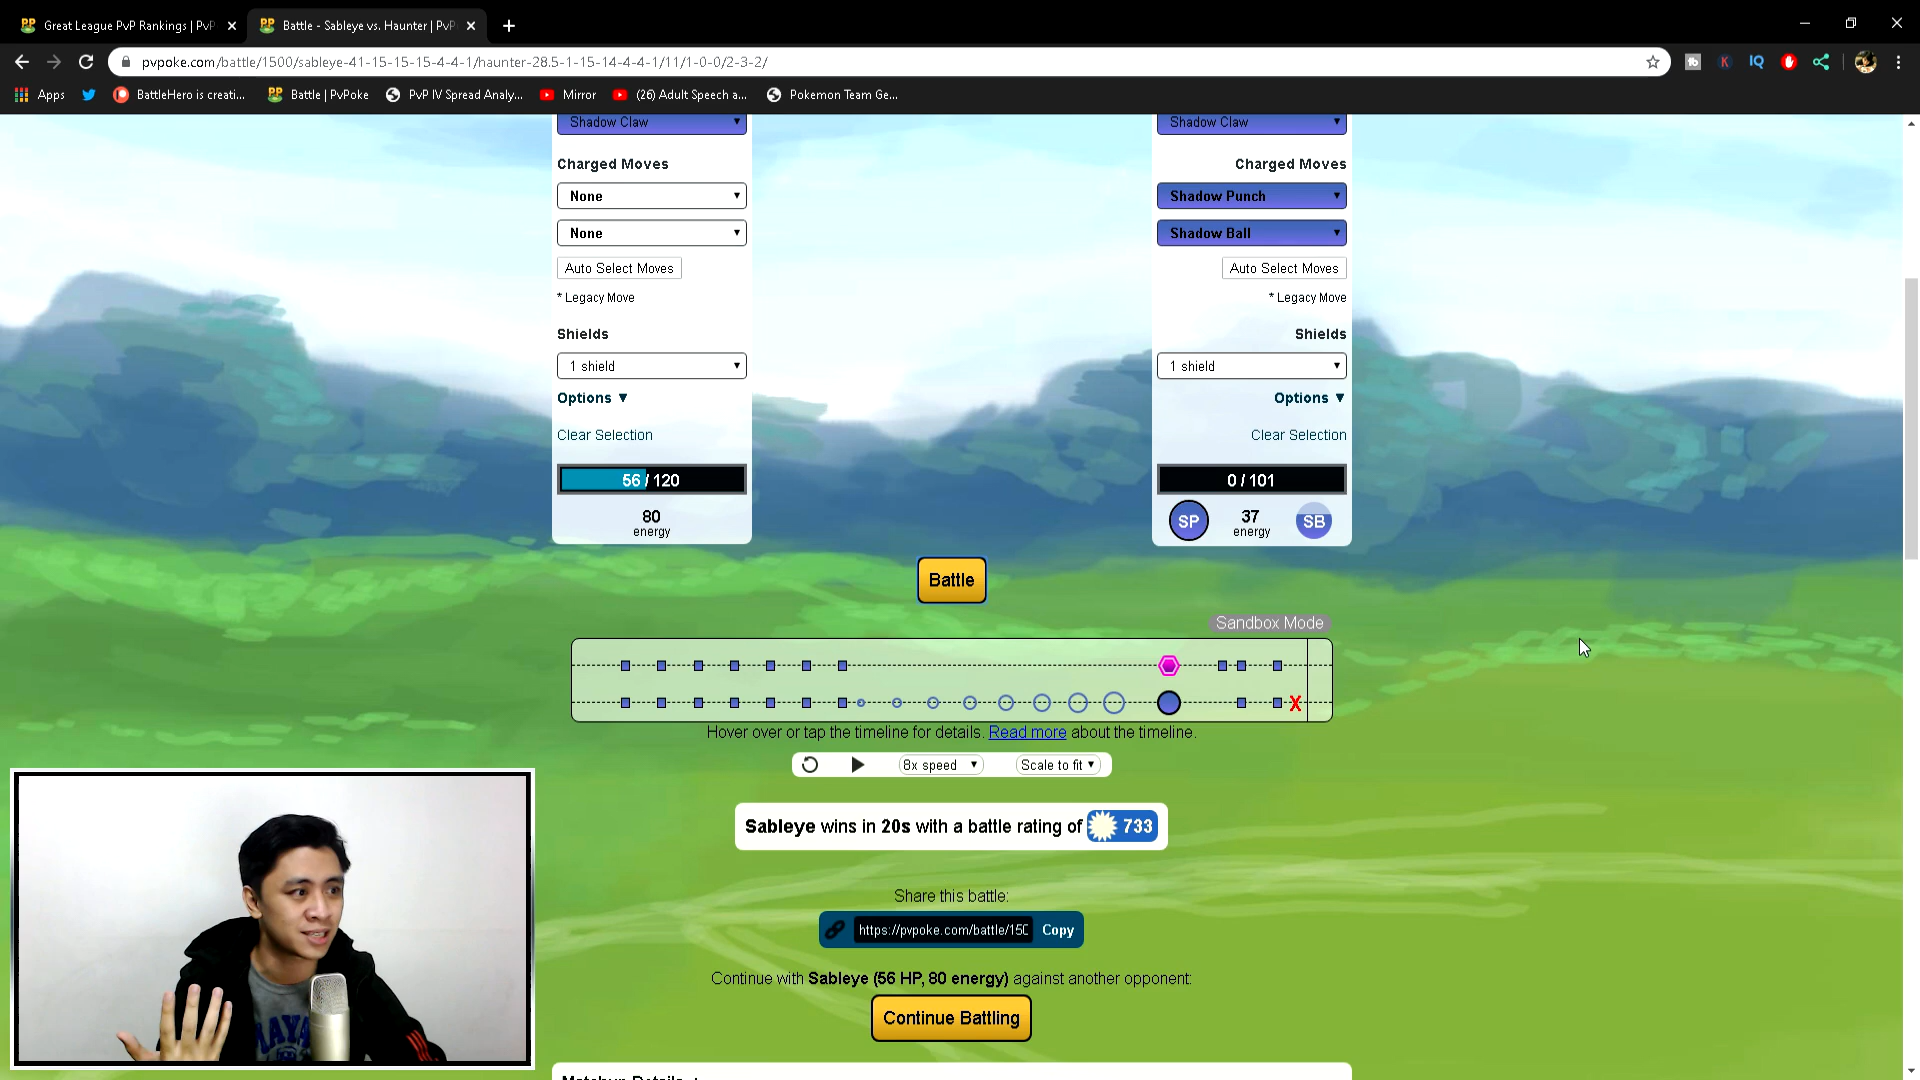 Great League PvP Rankings | PvP
Battle - Sableye vs. Haunter | PvP
pvpoke.com/battle/1500/sableye-41-15-15-15-4-4-1/haunter-28.5-1-15-14-4-4-1/11/1-0-0/2-3-2/
Apps
BattleHero is creati...
Battle | PvPoke
PvP IV Spread Analy...
Mirror
(26) Adult Speech a...
Pokemon Team Ge...
Shadow Claw
Shadow Claw
Charged Moves
Charged Moves
None
Shadow Punch
None
Shadow Ball
Auto Select Moves
Auto Select Moves
* Legacy Move
* Legacy Move
Shields
Shields
1 shield
1 shield
Options ▼
Options ▼
Clear Selection
Clear Selection
56 / 120
0 / 101
80
energy
SP
37
energy
SB
Battle
Sandbox Mode
X
Hover over or tap the timeline for details. Read more about the timeline.
8x speed
Scale to fit
Sableye wins in 20s with a battle rating of 733
Share this battle:
https://pvpoke.com/battle/150
Copy
Continue with Sableye (56 HP, 80 energy) against another opponent:
Continue Battling